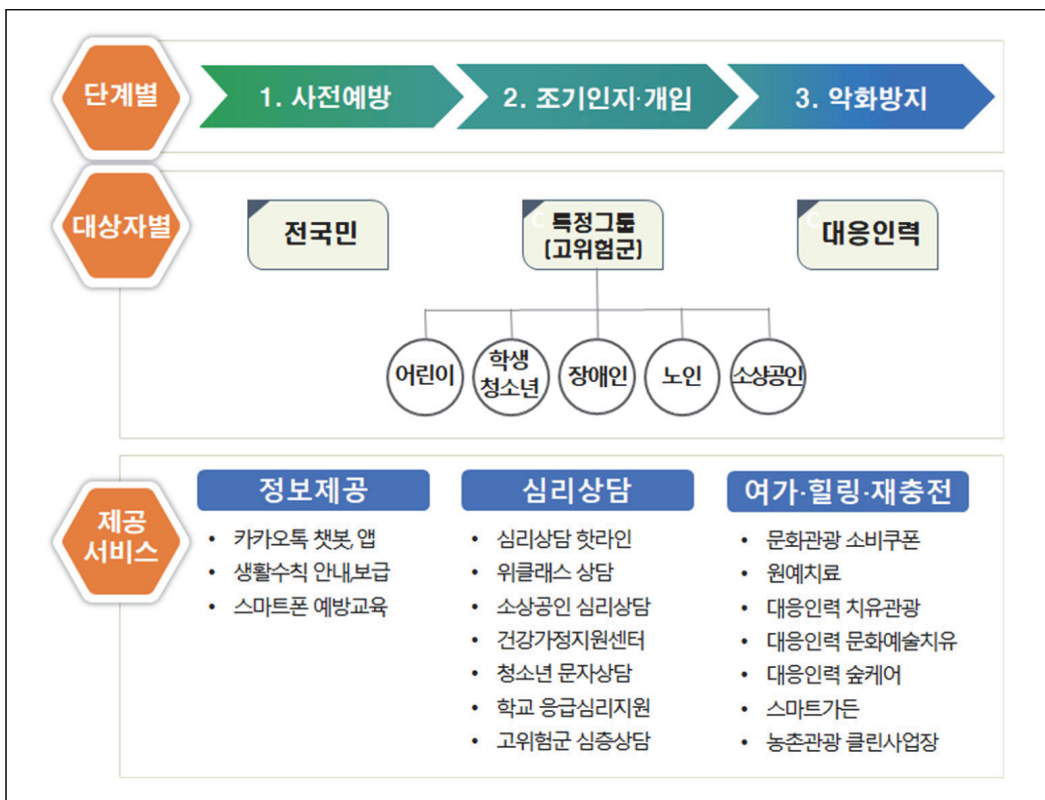 단계별
1. 사전예방
2. 조기인지·개입
3. 악화방지
대상자별
전국민
특정그룹
(고위험군)
대응인력
어린이
학생
청소년
장애인
노인
소상공인
제공
서비스
정보제공
• 카카오톡 챗봇, 앱
• 생활수칙 안내,보급
• 스마트폰 예방교육
심리상담
• 심리상담 핫라인
• 위클래스 상담
• 소상공인 심리상담
• 건강가정지원센터
• 청소년 문자상담
• 학교 응급심리지원
• 고위험군 심층상담
여가·힐링·재충전
• 문화관광 소비쿠폰
• 원예치료
• 대응인력 치유관광
• 대응인력 문화예술치유
• 대응인력 숲케어
• 스마트가든
• 농촌관광 클린사업장